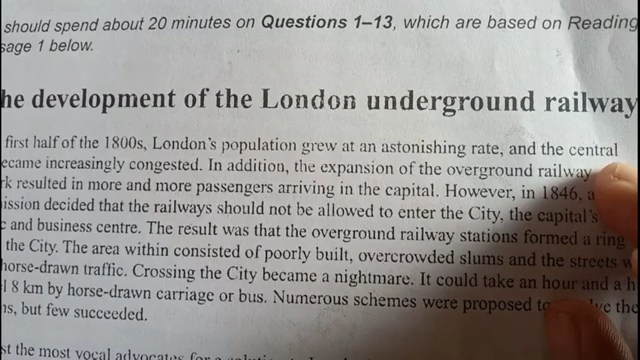 should spend about 20 minutes on Questions 1–13, which are based on Reading
sage 1 below.
he development of the London underground railway
first half of the 1800s, London's population grew at an astonishing rate, and the central
ecame increasingly congested. In addition, the expansion of the overground railway
rk resulted in more and more passengers arriving in the capital. However, in 1846, a
ission decided that the railways should not be allowed to enter the City, the capital's
c and business centre. The result was that the overground railway stations formed a ring
the City. The area within consisted of poorly built, overcrowded slums and the streets w
horse-drawn traffic. Crossing the City became a nightmare. It could take an hour and a h
l 8 km by horse-drawn carriage or bus. Numerous schemes were proposed to ve the
ns, but few succeeded.
st the most vocal advocates for a